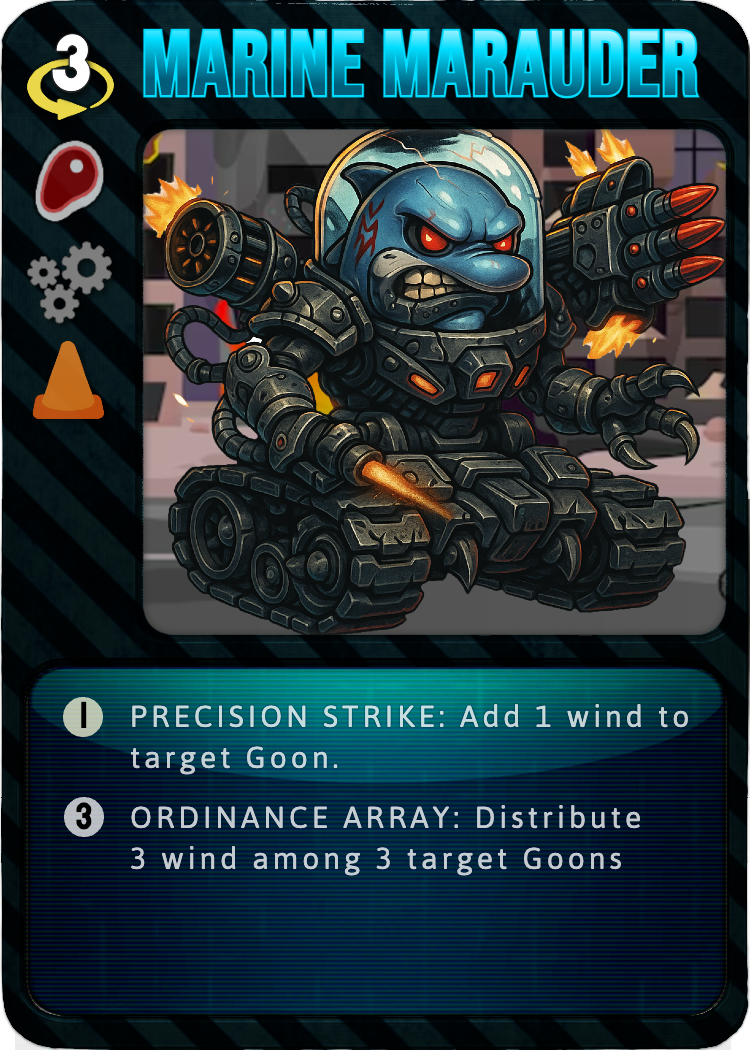 3
MARINE MARAUDER
1 PRECISION STRIKE: Add 1 wind to
target Goon.
3 ORDINANCE ARRAY: Distribute
3 wind among 3 target Goons